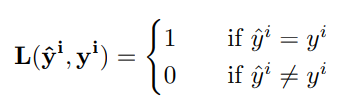 L(ŷⁱ, yⁱ) = { 1 if ŷⁱ = yⁱ
0 if ŷⁱ ≠ yⁱ